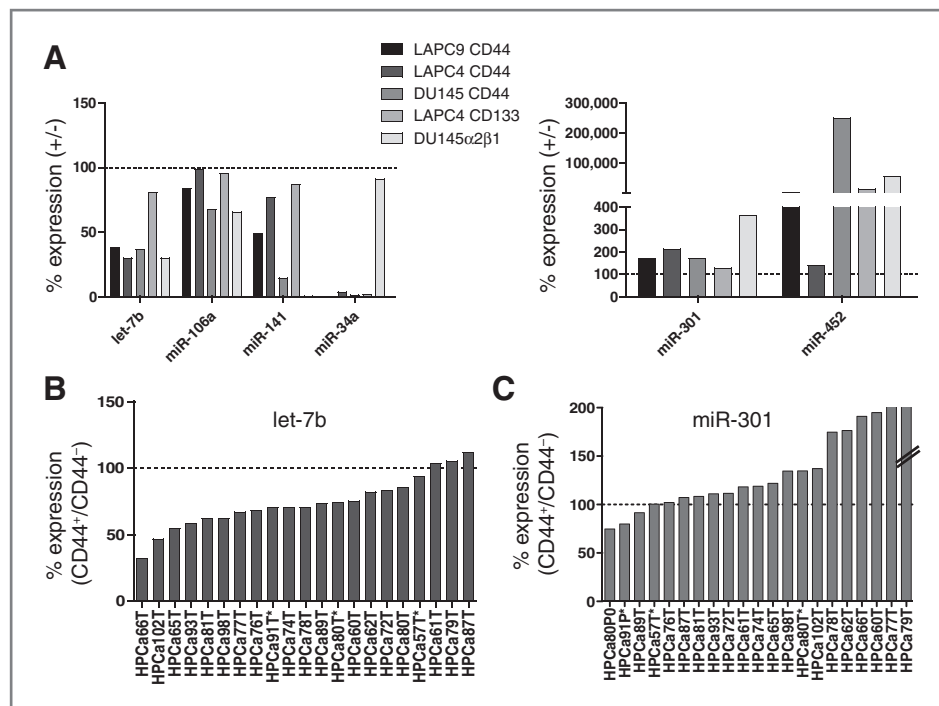 A
LAPC9 CD44
LAPC4 CD44
DU145 CD44
LAPC4 CD133
DU145α2β1
% expression (+/-)
150
100
50
0
let-7b
miR-106a
miR-141
miR-34a
% expression (+/-)
300,000
200,000
100,000
400
300
200
100
0
miR-301
miR-452
B
let-7b
% expression
(CD44⁺/CD44⁻)
150
100
50
0
HPCa66T
HPCa102T
HPCa65T
HPCa93T
HPCa81T
HPCa98T
HPCa77T
HPCa76T
HPCa91T*
HPCa74T
HPCa78T
HPCa89T
HPCa80T*
HPCa60T
HPCa62T
HPCa72T
HPCa80T
HPCa57T*
HPCa61T
HPCa79T
HPCa87T
C
miR-301
% expression
(CD44⁺/CD44⁻)
200
150
100
50
0
HPCa80P0
HPCa91P*
HPCa89T
HPCa57T*
HPCa76T
HPCa87T
HPCa81T
HPCa93T
HPCa72T
HPCa61T
HPCa74T
HPCa65T
HPCa98T
HPCa80T*
HPCa102T
HPCa78T
HPCa62T
HPCa66T
HPCa60T
HPCa77T
HPCa79T